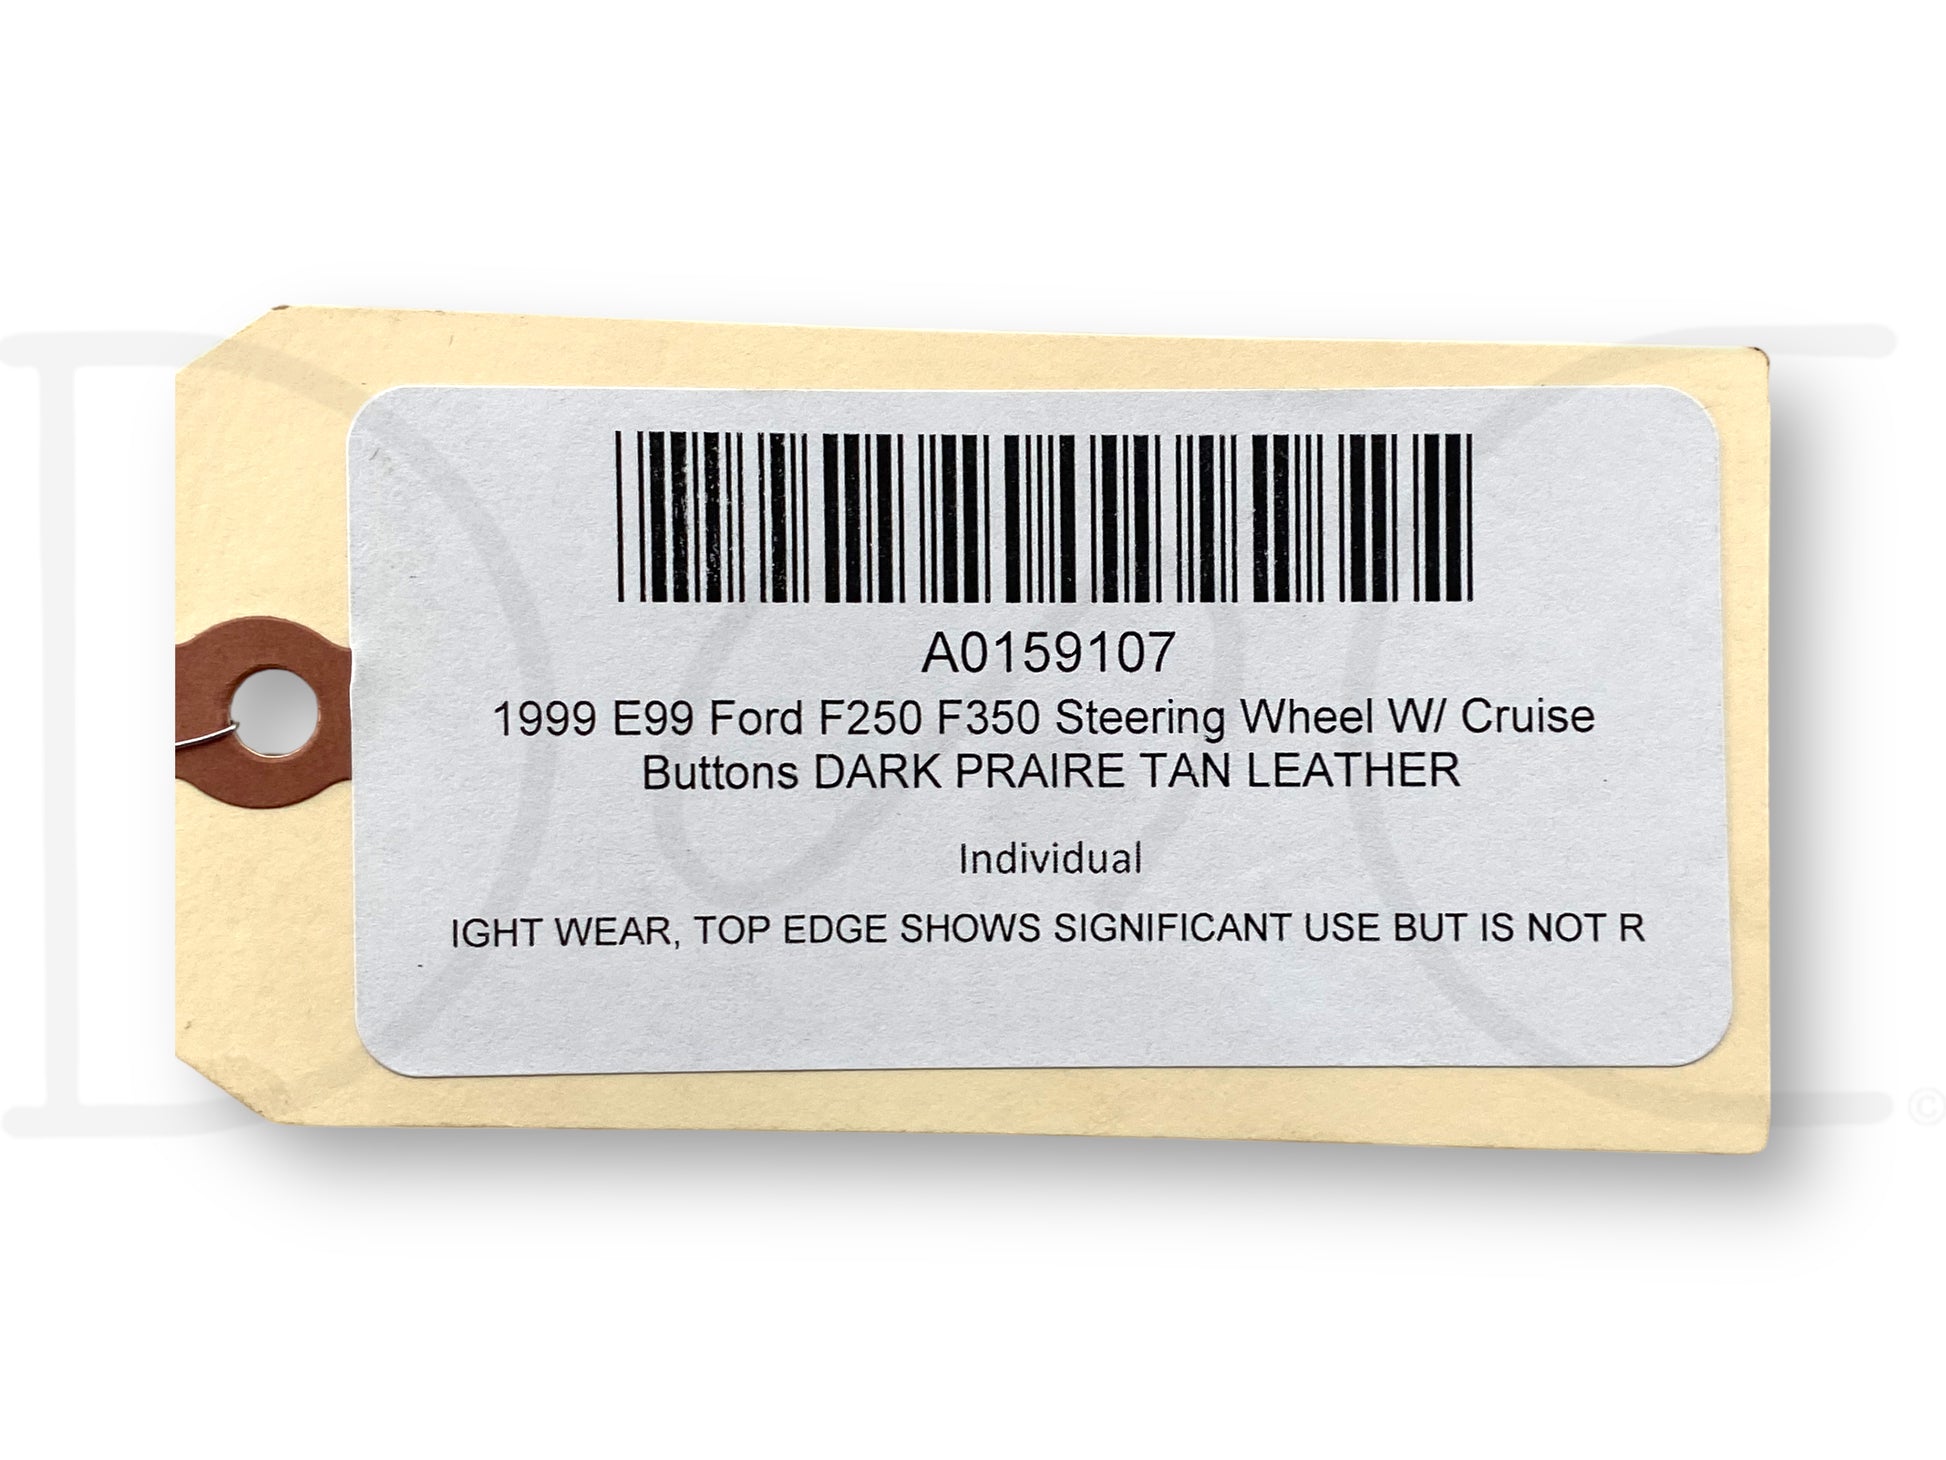 A0159107
1999 E99 Ford F250 F350 Steering Wheel W/ Cruise
Buttons DARK PRAIRE TAN LEATHER
Individual
IGHT WEAR, TOP EDGE SHOWS SIGNIFICANT USE BUT IS NOT R
©